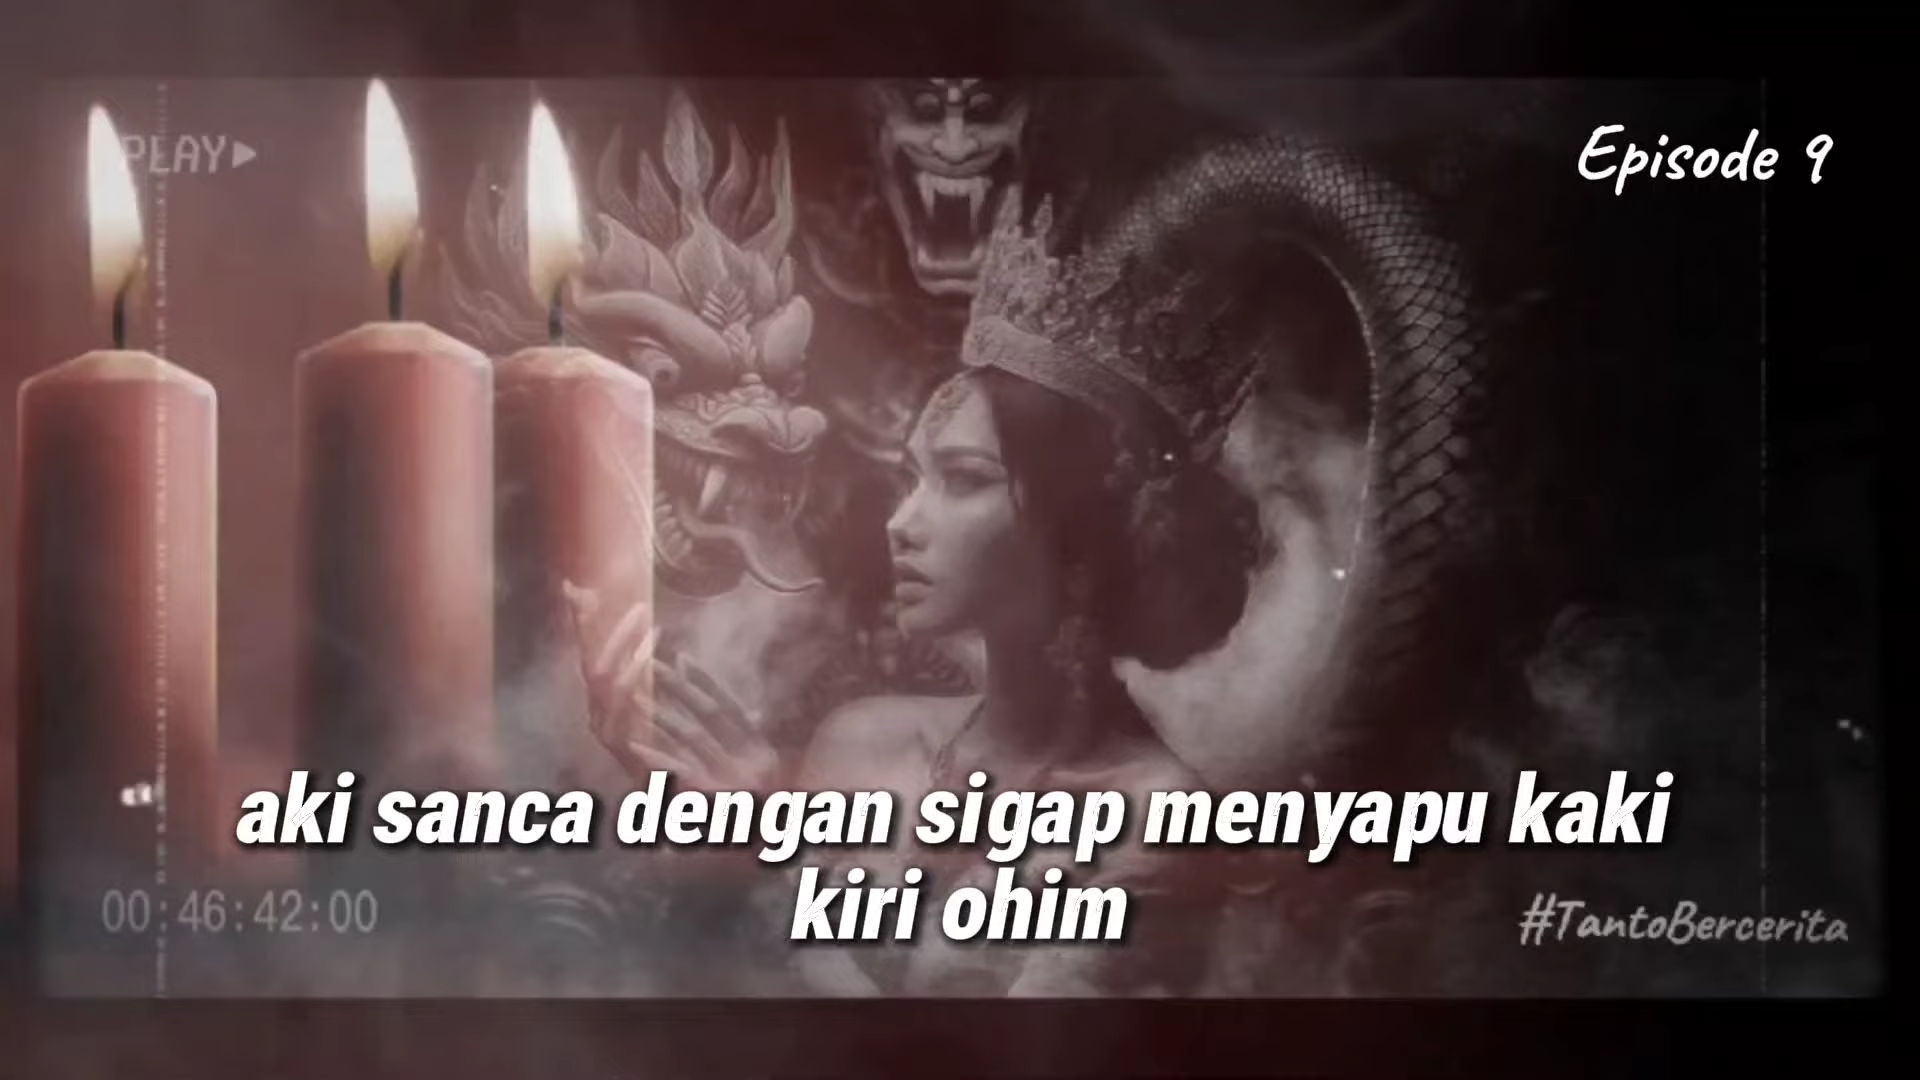 PLAY
Episode 9
aki sanca dengan sigap menyapu kaki
kiri ohim
00:46:42:00
#TantoBercerita